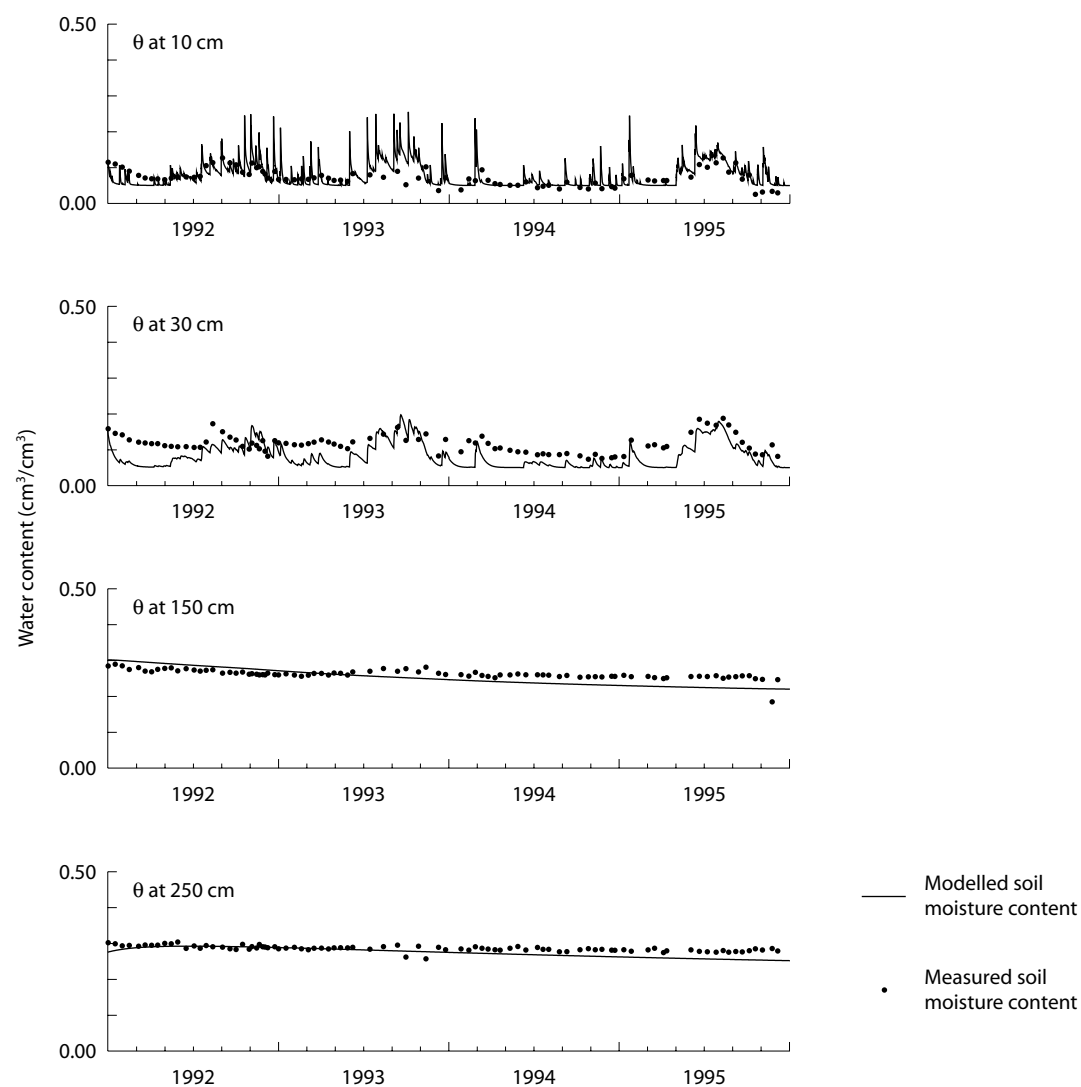 0.50
θ at 10 cm
0.00
1992 1993 1994 1995
0.50
θ at 30 cm
0.00
1992 1993 1994 1995
Water content (cm³/cm³)
0.50
θ at 150 cm
0.00
1992 1993 1994 1995
0.50
θ at 250 cm
0.00
1992 1993 1994 1995
Modelled soil
moisture content
Measured soil
moisture content